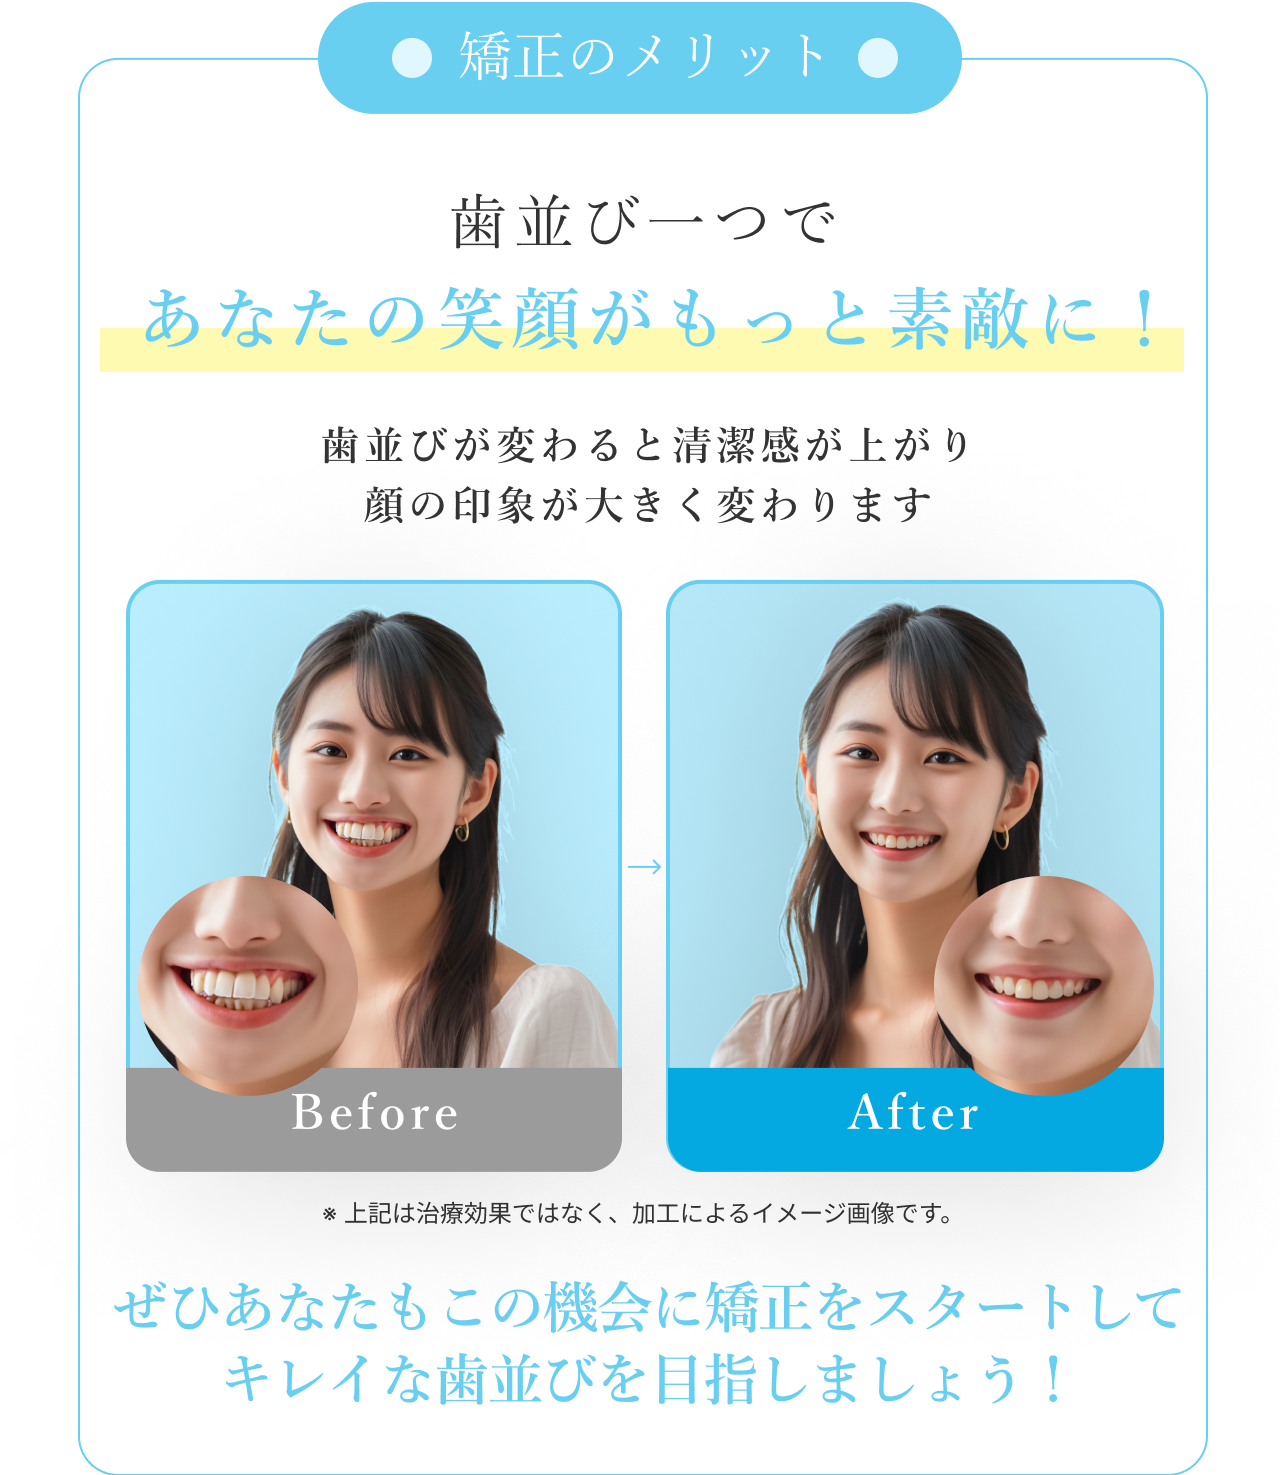 矯正のメリット
歯並び一つで
あなたの笑顔がもっと素敵に！
歯並びが変わると清潔感が上がり
顔の印象が大きく変わります
→
Before
After
※ 上記は治療効果ではなく、加工によるイメージ画像です。
ぜひあなたもこの機会に矯正をスタートして
キレイな歯並びを目指しましょう！